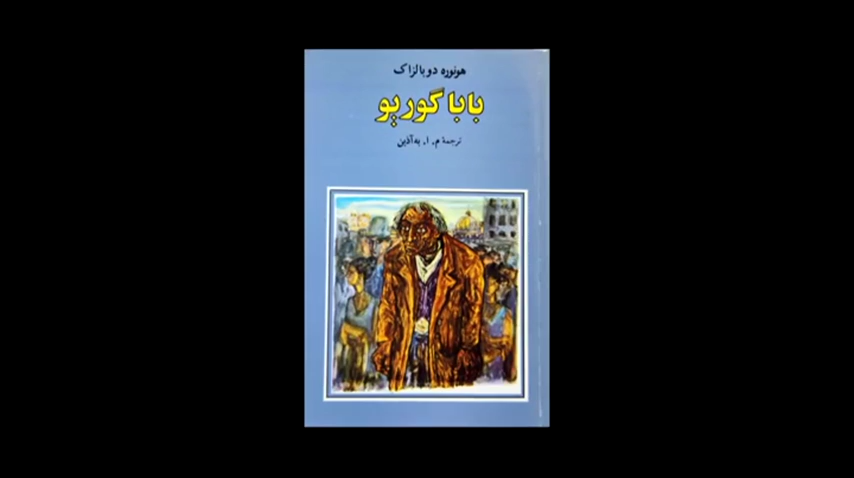 هونوره دو بالزاک
بابا گوریو
ترجمهٔ م. ا. به‌آذین